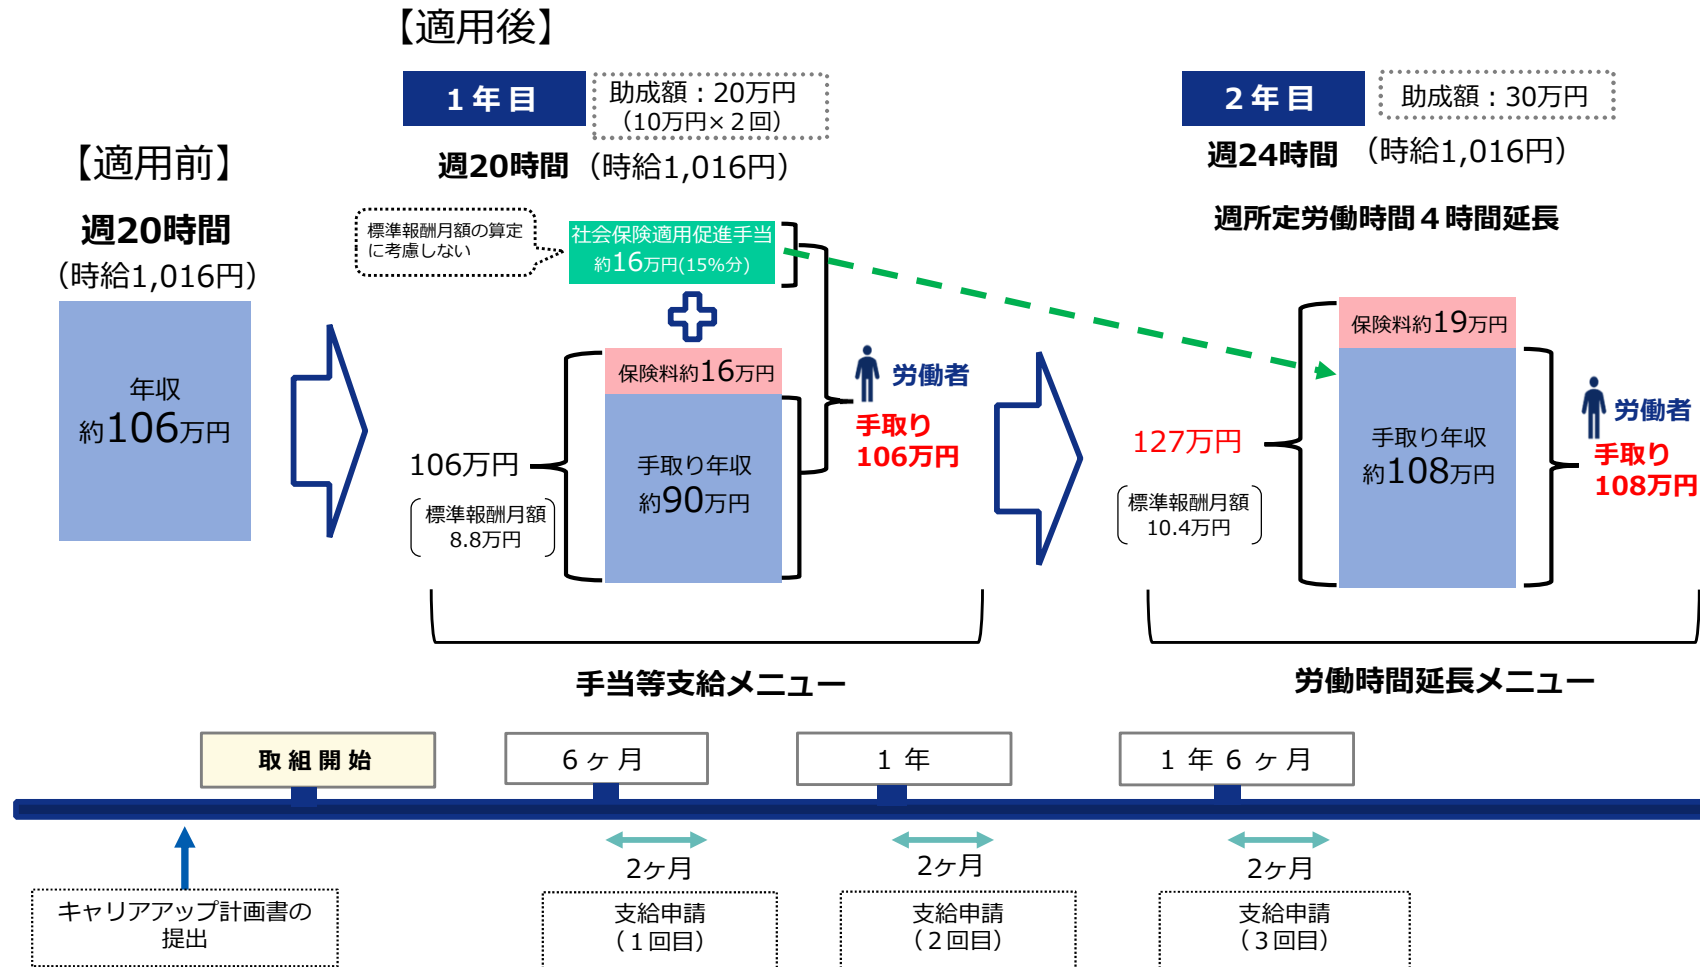 【適用後】
1年目
助成額：20万円
（10万円×２回）
週20時間（時給1,016円）
2年目
助成額：30万円
週24時間（時給1,016円）
週所定労働時間４時間延長
【適用前】
週20時間
（時給1,016円）
年収
約106万円
標準報酬月額の算定
に考慮しない
社会保険適用促進手当
約16万円(15%分)
保険料約16万円
手取り年収
約90万円
106万円
標準報酬月額
8.8万円
労働者
手取り
106万円
保険料約19万円
手取り年収
約108万円
127万円
標準報酬月額
10.4万円
労働者
手取り
108万円
手当等支給メニュー
労働時間延長メニュー
取組開始
6ヶ月
1年
1年6ヶ月
2ヶ月
2ヶ月
2ヶ月
キャリアアップ計画書の
提出
支給申請
（１回目）
支給申請
（２回目）
支給申請
（３回目）